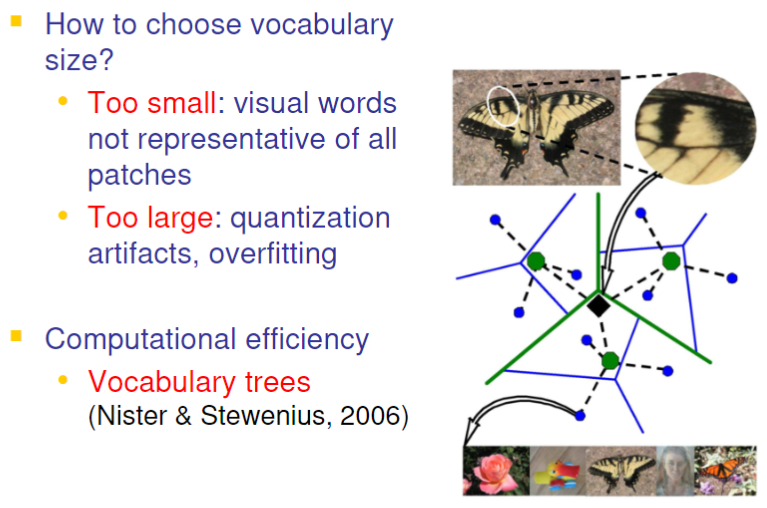 How to choose vocabulary
size?
Too small: visual words
not representative of all
patches
Too large: quantization
artifacts, overfitting
Computational efficiency
Vocabulary trees
(Nister & Stewenius, 2006)